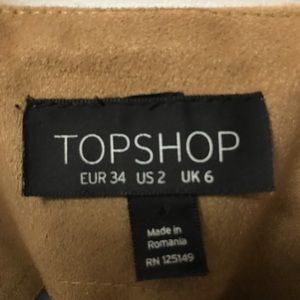 TOPSHOP
EUR 34 US 2 UK 6
Made in
Romania
RN 125149